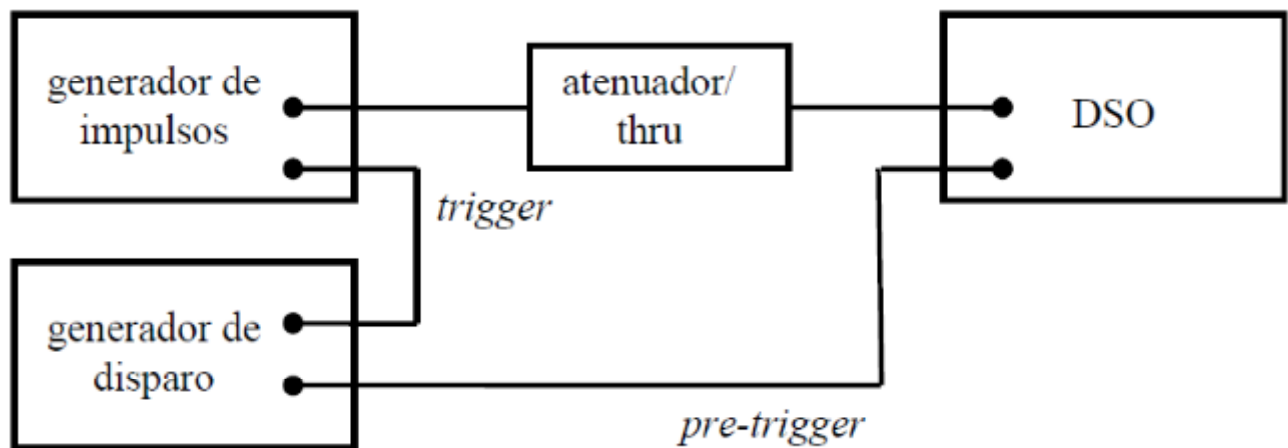 generador de
impulsos
atenuador/
thru
DSO
trigger
generador de
disparo
pre-trigger